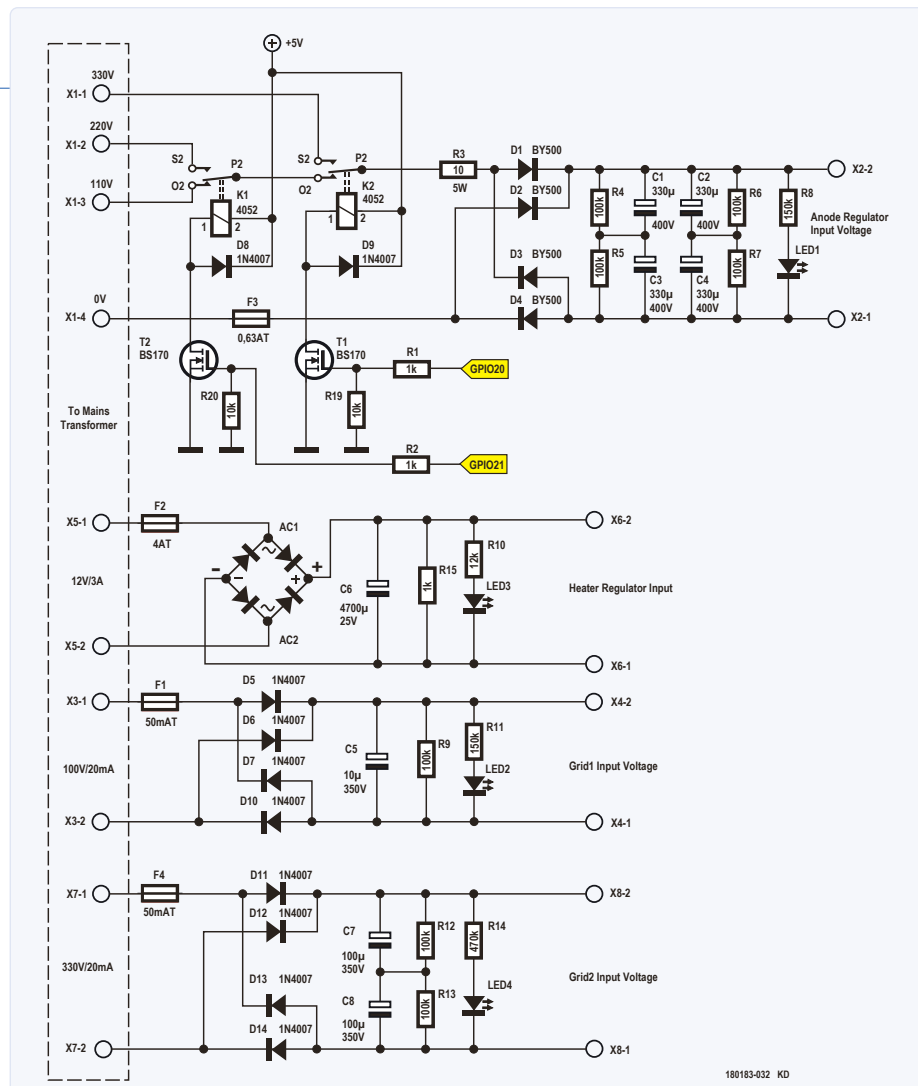 +5V
330V
X1-1
220V
X1-2
S2
P2
O2
110V
X1-3
K1
4052
1
2
S2
P2
O2
K2
4052
1
2
R3
10
5W
D1 BY500
D2 BY500
D3 BY500
D4 BY500
D8
1N4007
D9
1N4007
C1
330µ
400V
C2
330µ
400V
R4
100k
R5
100k
R6
100k
R7
100k
R8
150k
C3
330µ
400V
C4
330µ
400V
LED1
X2-2
Anode Regulator
Input Voltage
X2-1
0V
X1-4
F3
0,63AT
T2
BS170
T1
BS170
R1
1k
GPIO20
R20
10k
R19
10k
R2
1k
GPIO21
To Mains
Transformer
X5-1
F2
4AT
AC1
12V/3A
-
+
-
+
~
~
AC2
X5-2
C6
4700µ
25V
R15
1k
R10
12k
LED3
X6-2
Heater Regulator Input
X6-1
X3-1
F1
50mAT
D5 1N4007
D6 1N4007
D7 1N4007
D10 1N4007
100V/20mA
X3-2
C5
10µ
350V
R9
100k
R11
150k
LED2
X4-2
Grid1 Input Voltage
X4-1
X7-1
F4
50mAT
D11 1N4007
D12 1N4007
D13 1N4007
D14 1N4007
330V/20mA
X7-2
C7
100µ
350V
C8
100µ
350V
R12
100k
R13
100k
R14
470k
LED4
X8-2
Grid2 Input Voltage
X8-1
180183-032 KD